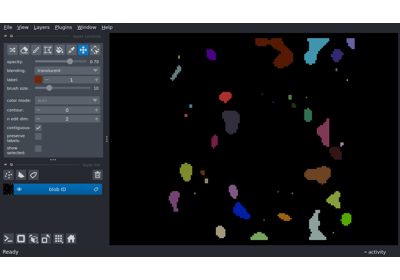 File View Layers Plugins Window Help
opacity: 0.70
blending: translucent
label: 1
brush size: 10
color mode:
contour: 0
n edit dim: 2
contiguous:
preserve labels:
show selected:
blob ID
Ready
activity